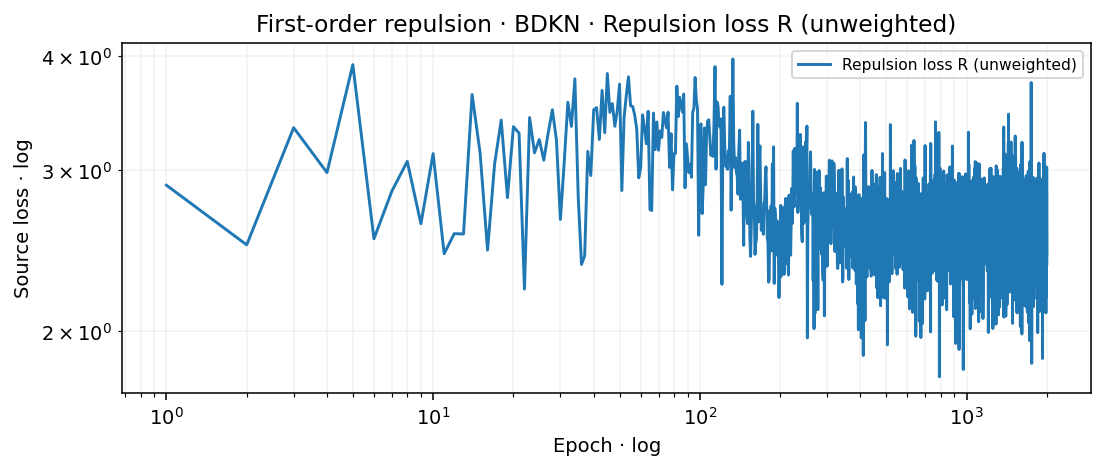 First-order repulsion · BDKN · Repulsion loss R (unweighted)
Repulsion loss R (unweighted)
Source loss · log
4 × 10⁰
3 × 10⁰
2 × 10⁰
10⁰ 10¹ 10² 10³
Epoch · log